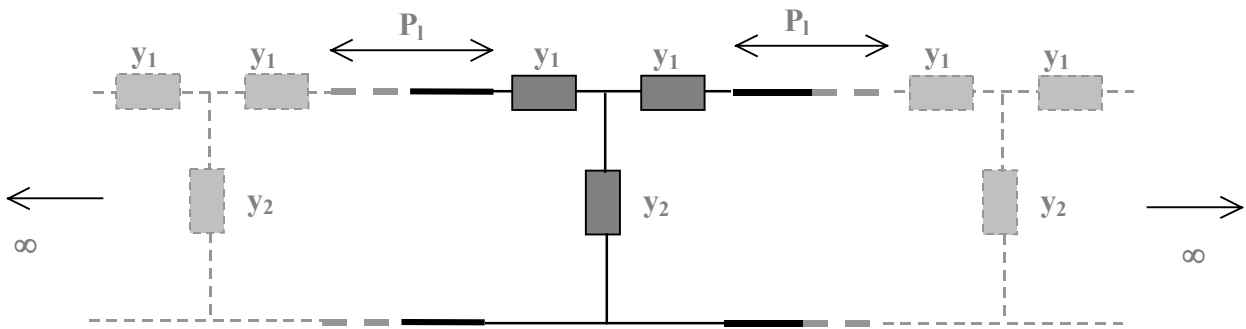 P₁ P₁
y₁ y₁ y₁ y₁ y₁ y₁
y₂ y₂ y₂
∞ ∞